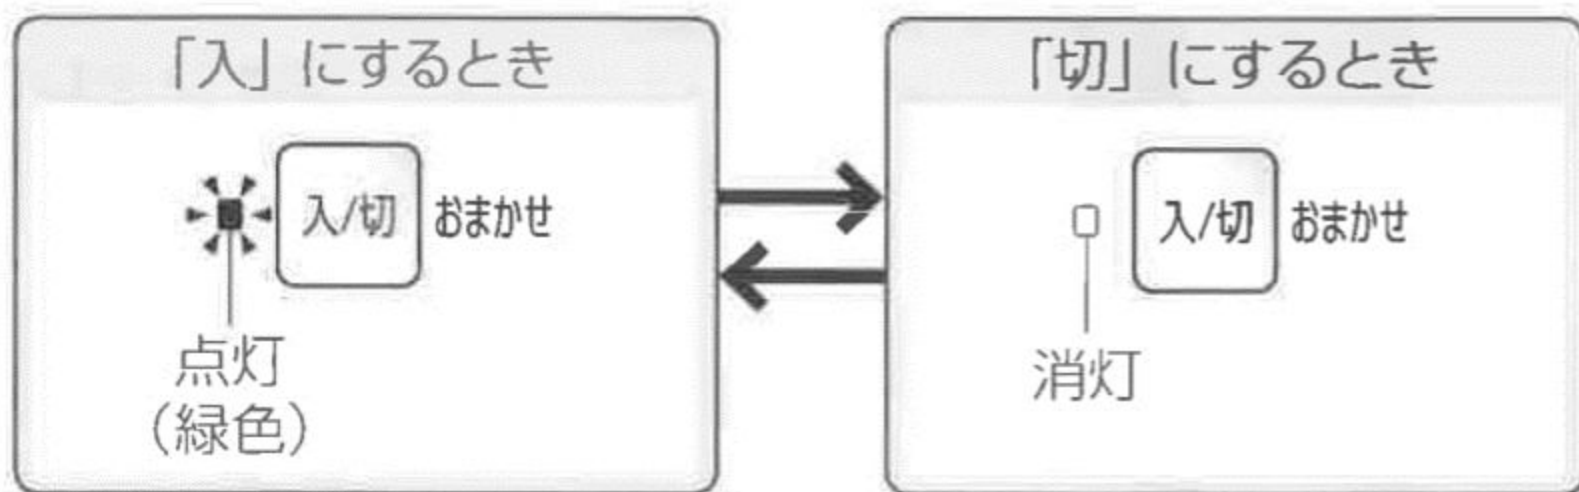 「入」にするとき
入/切 おまかせ
点灯
(緑色)
「切」にするとき
入/切 おまかせ
消灯